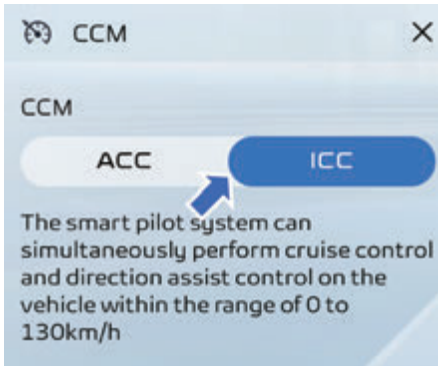 CCM
CCM
ACC ICC
The smart pilot system can
simultaneously perform cruise control
and direction assist control on the
vehicle within the range of 0 to
130km/h